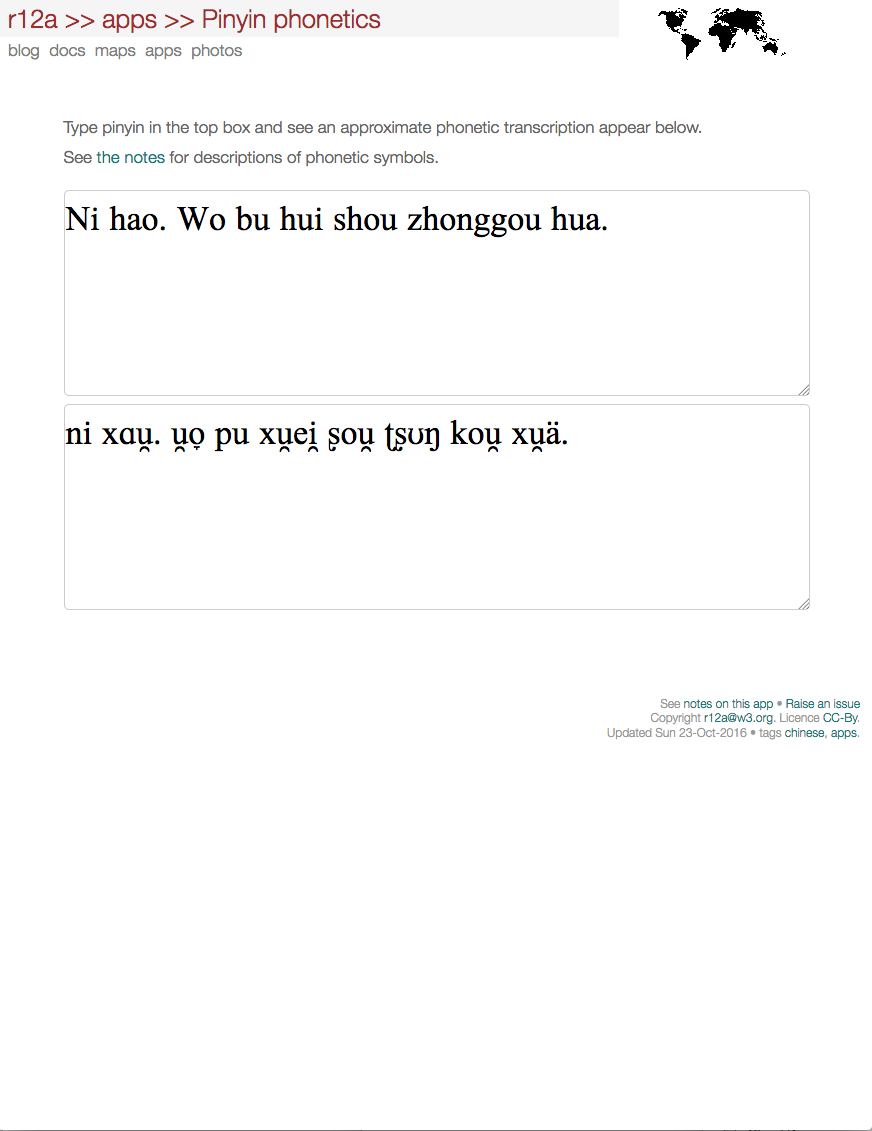 r12a >> apps >> Pinyin phonetics
blog docs maps apps photos
Type pinyin in the top box and see an approximate phonetic transcription appear below.
See the notes for descriptions of phonetic symbols.
Ni hao. Wo bu hui shou zhonggou hua.
ni xɑu̯. u̯o̞ pu xu̯ei̯ ʂou̯ ʈʂʊŋ kou̯ xu̯ä.
See notes on this app • Raise an issue
Copyright r12a@w3.org. Licence CC-By.
Updated Sun 23-Oct-2016 • tags chinese, apps.